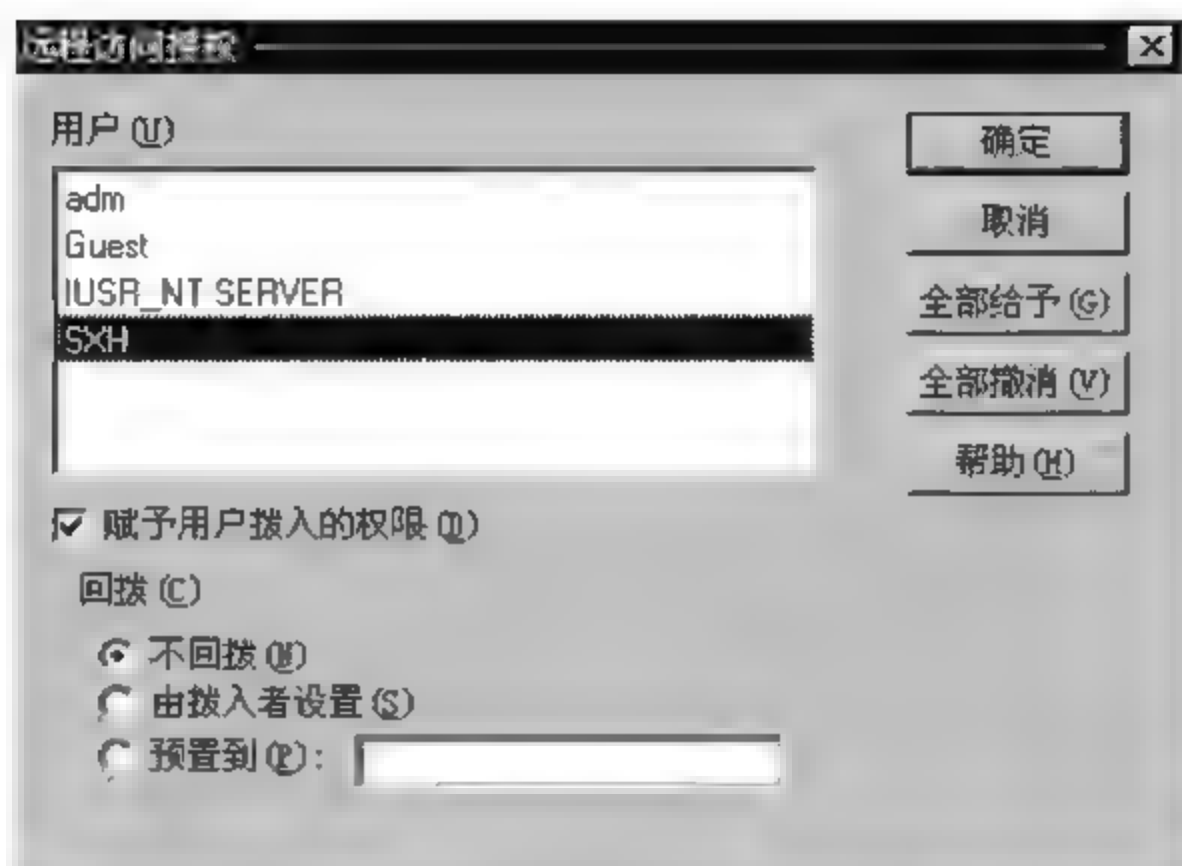 远程访问授权
用户(U)
adm
Guest
IUSR_NT SERVER
SXH
确定
取消
全部给予(G)
全部撤消(V)
帮助(H)
赋予用户拨入的权限(D)
回拨(C)
不回拨(N)
由拨入者设置(S)
预置到(P):